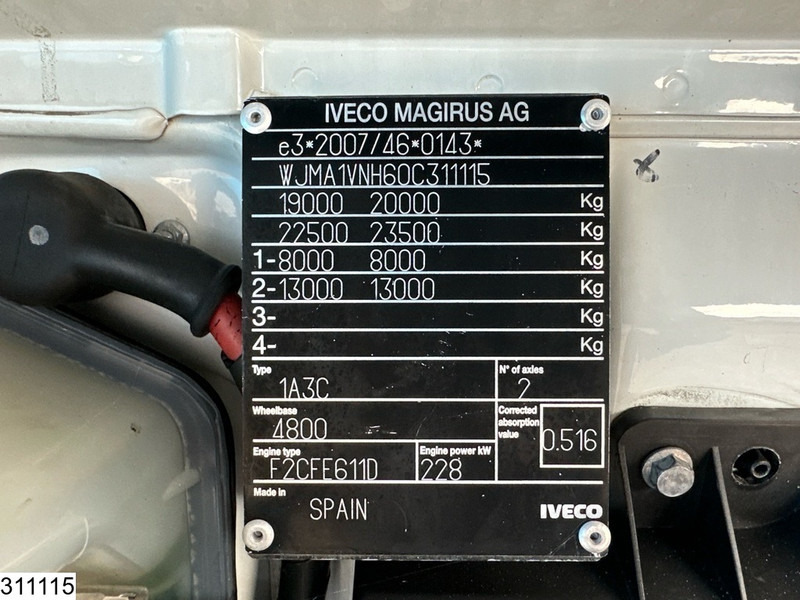 IVECO MAGIRUS AG
e3*2007/46*0143*
WJMA1VNH60C311115
19000 20000 Kg
22500 23500 Kg
1-8000 8000 Kg
2-13000 13000 Kg
3- Kg
4- Kg
Type N° of axles
1A3C 2
Wheelbase
4800
Corrected absorption value
0.516
Engine type Engine power kW
F2CFE611D 228
Made in
SPAIN IVECO
311115